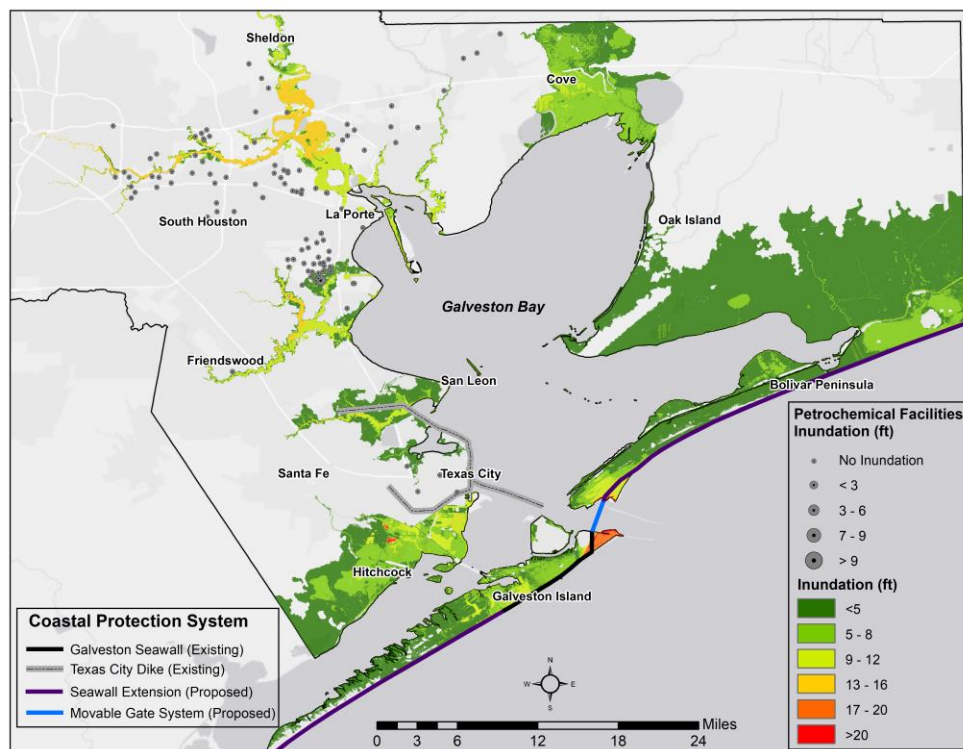 Sheldon
Cove
South Houston
La Porte
Oak Island
Galveston Bay
Friendswood
San Leon
Bolivar Peninsula
Santa Fe
Texas City
Hitchcock
Galveston Island
Coastal Protection System
Galveston Seawall (Existing)
Texas City Dike (Existing)
Seawall Extension (Proposed)
Movable Gate System (Proposed)
N
W E
S
Miles
0 3 6 12 18 24
Petrochemical Facilities
Inundation (ft)
No Inundation
< 3
3 - 6
7 - 9
> 9
Inundation (ft)
<5
5 - 8
9 - 12
13 - 16
17 - 20
>20